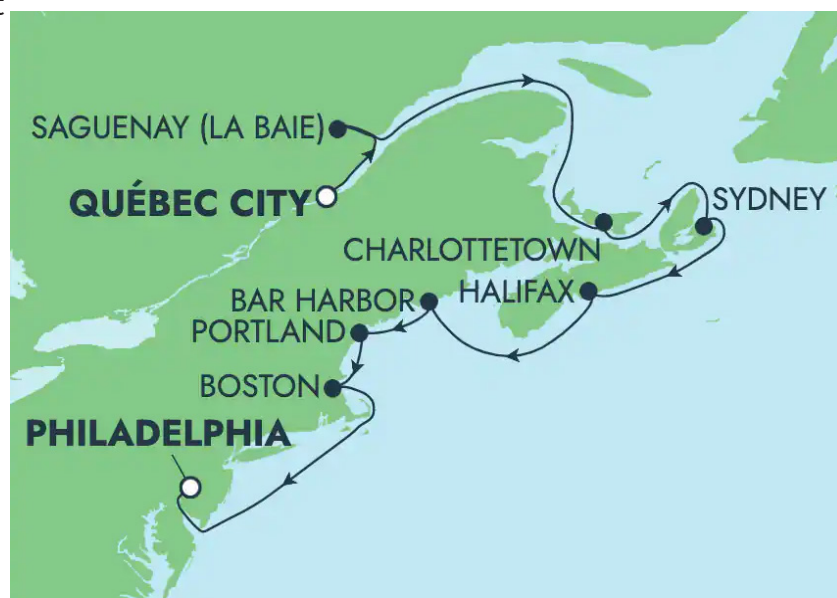 SAGUENAY (LA BAIE)
QUÉBEC CITY
SYDNEY
CHARLOTTETOWN
HALIFAX
BAR HARBOR
PORTLAND
BOSTON
PHILADELPHIA